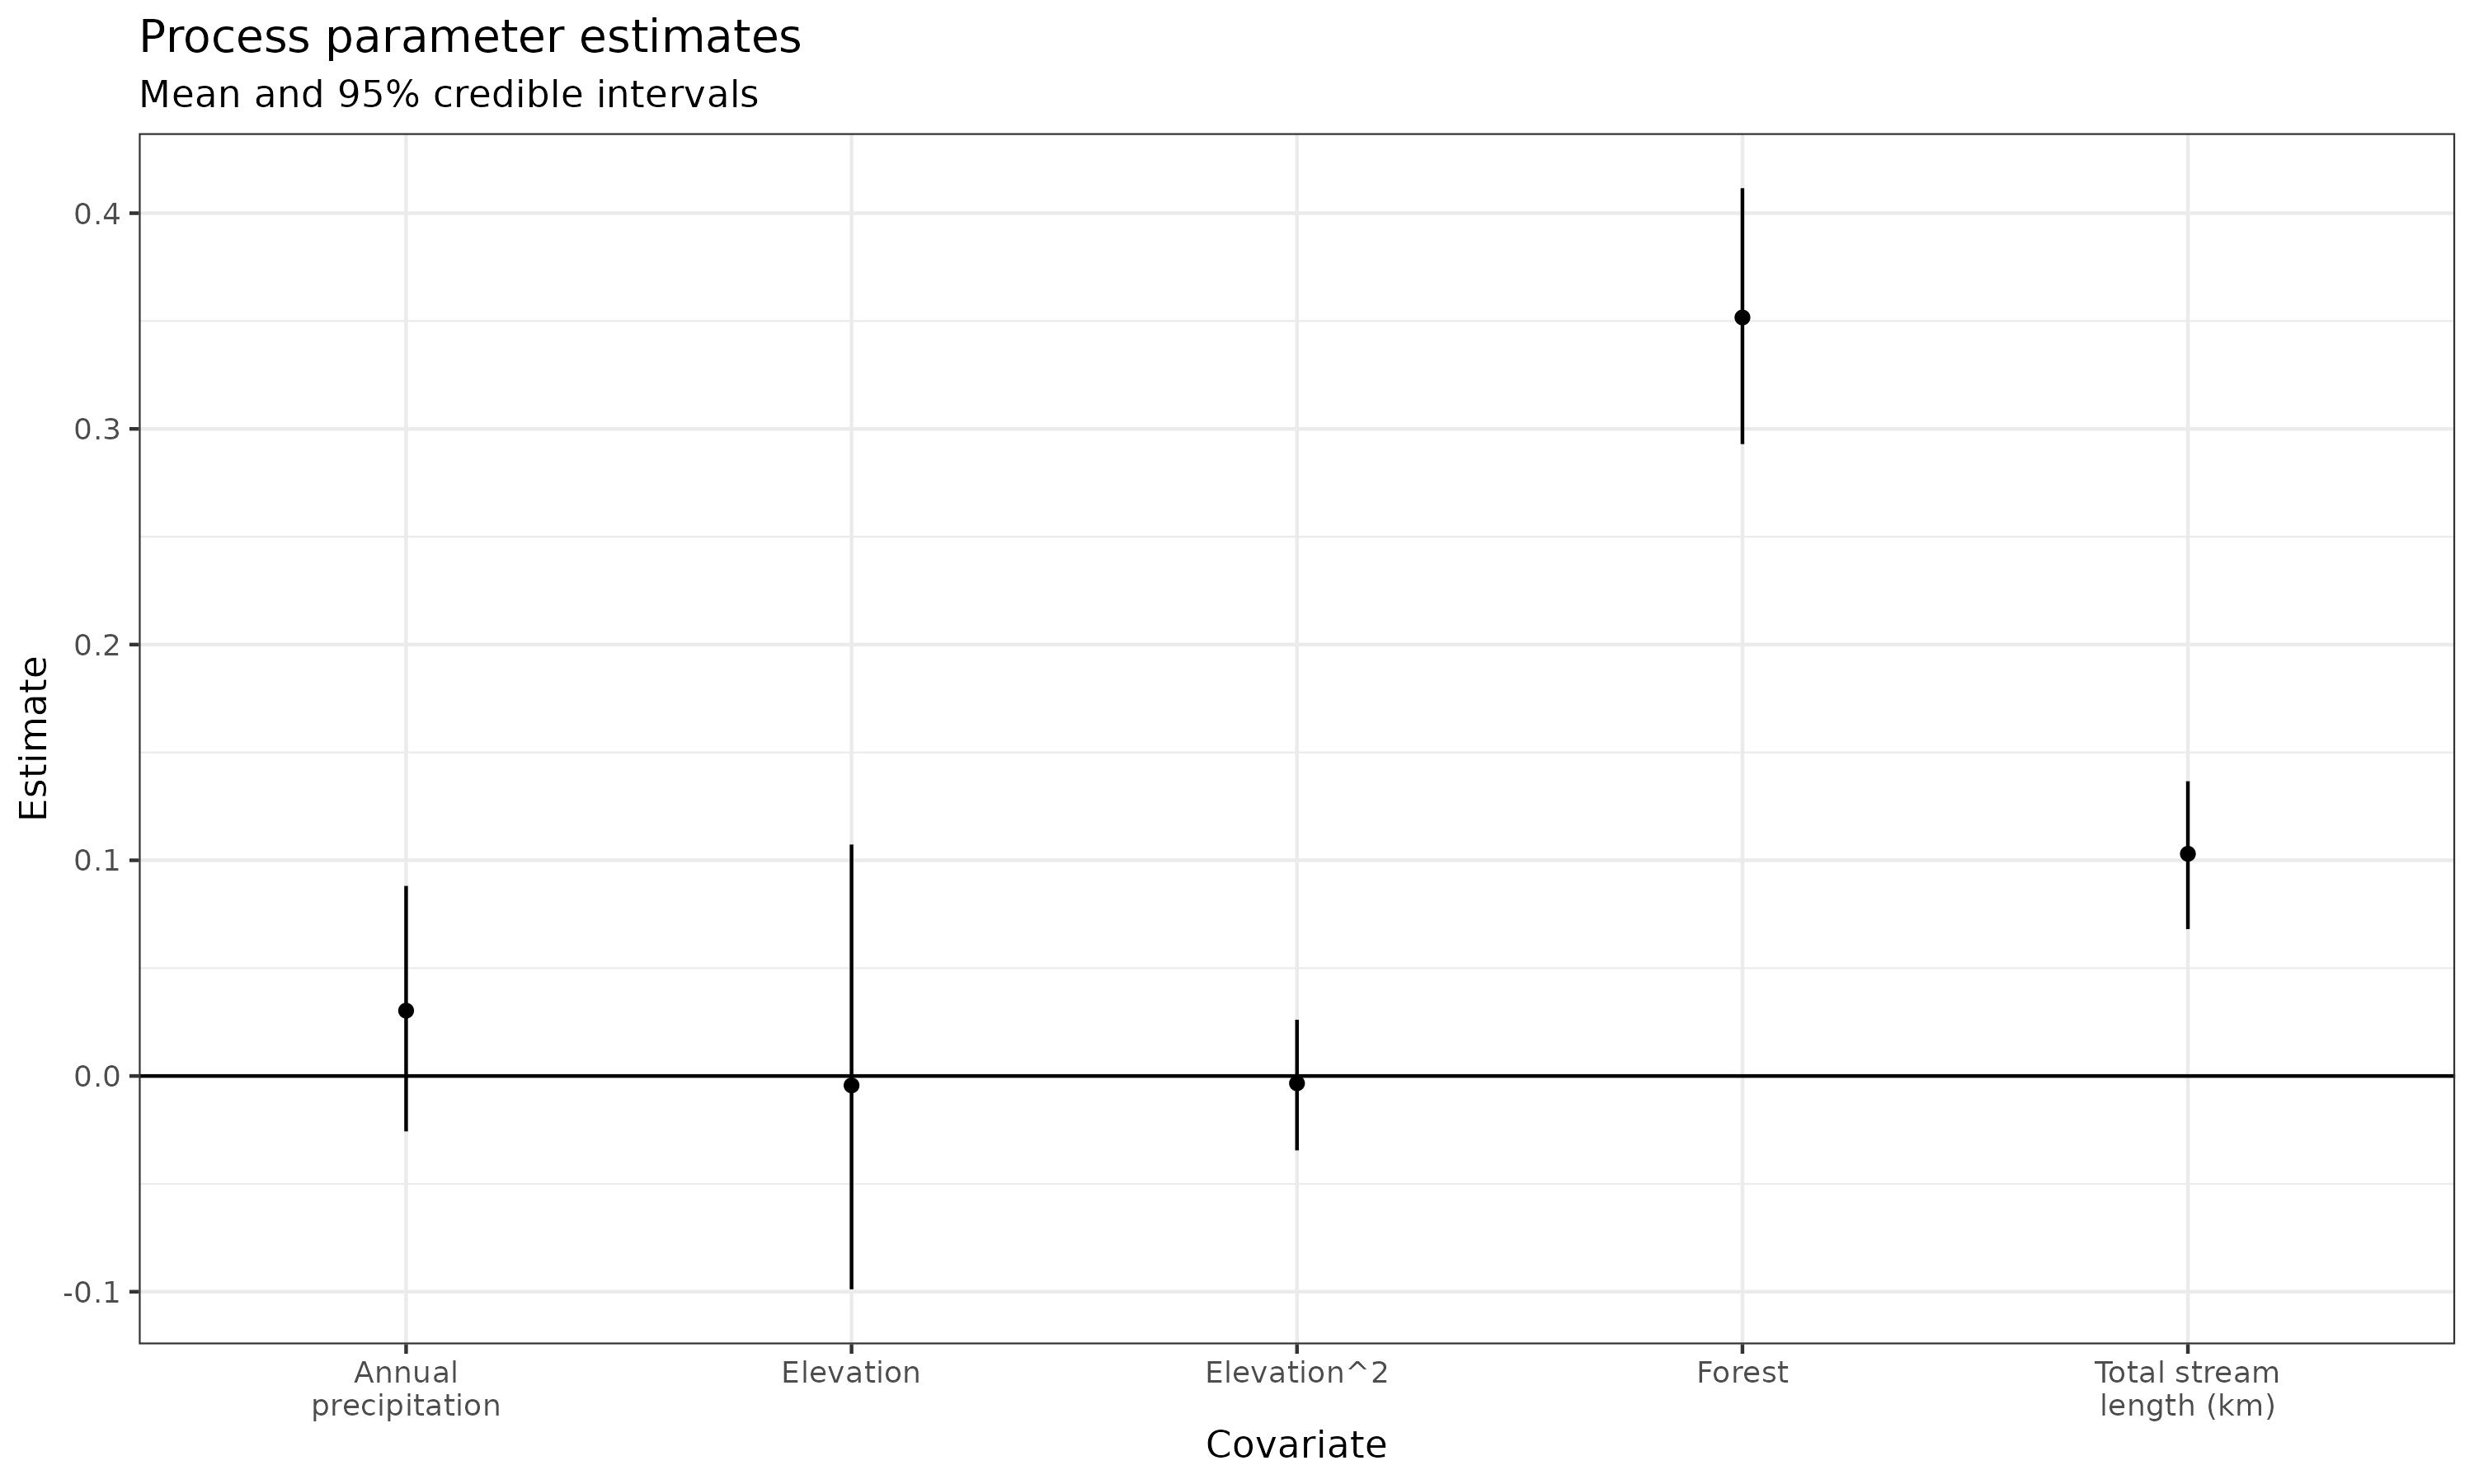 Process parameter estimates
Mean and 95% credible intervals
Estimate
0.4
0.3
0.2
0.1
0.0
-0.1
Annual
precipitation
Elevation
Elevation^2
Forest
Total stream
length (km)
Covariate